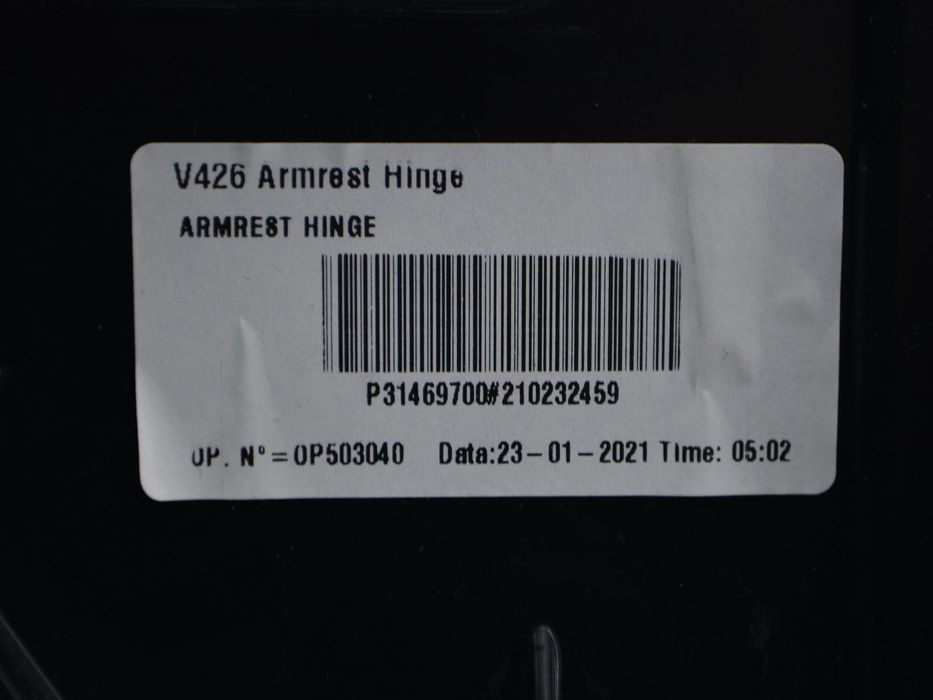 V426 Armrest Hinge
ARMREST HINGE
P31469700#210232459
OP. N°=OP503040 Data:23-01-2021 Time: 05:02